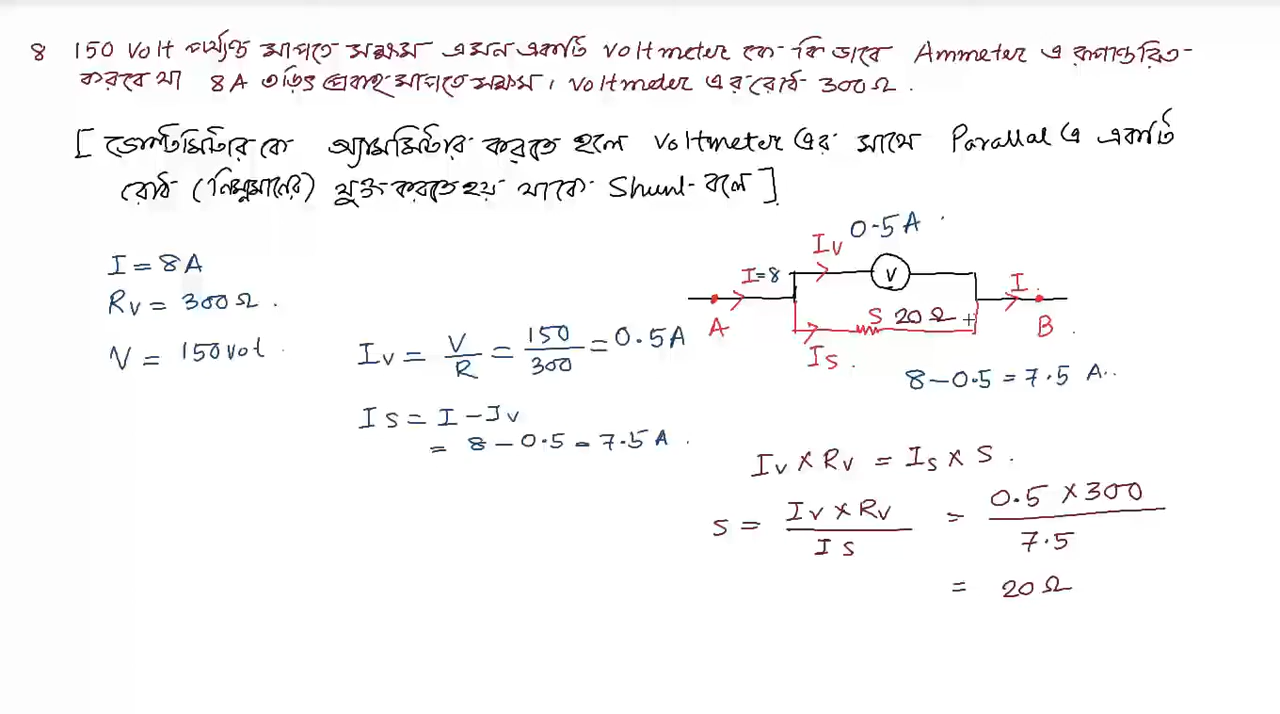 8 150 Volt পর্য্যন্ত মাপতে সক্ষম এমন একটি voltmeter কে কি ভাবে Ammeter এ রূপান্তরিত
করবে যা 8A তড়িৎ প্রবাহ মাপতে সক্ষম। Voltmeter এর রোধ 300Ω.
[ ভোল্টমিটার কে অ্যামমিটার করতে হলে Voltmeter এর সাথে Parallal এ একটি
রোধ (নিম্নমানের) যুক্ত করতে হয় যাকে Shunt বলে ]
0.5 A
Iv
I = 8A
I=8
V
I
Rv = 300Ω
S 20Ω
A
B
Is
V = 150 vol
Iv = V/R = 150/300 = 0.5A
8-0.5 = 7.5 A
Is = I - Iv
= 8-0.5 = 7.5A
Iv × Rv = Is × S
S = Iv × Rv / Is = 0.5 × 300 / 7.5
= 20Ω